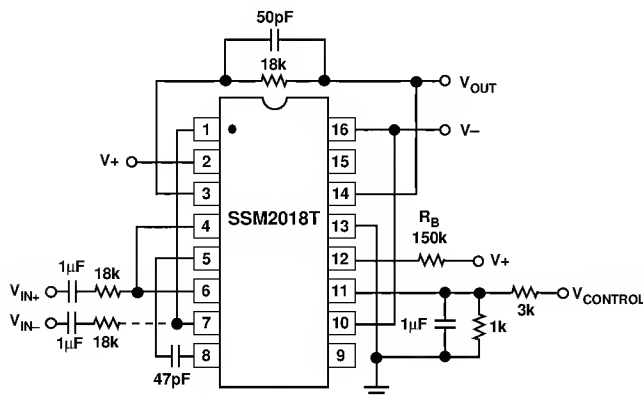 50pF
18k
V_OUT
1
16
V–
V+
2
15
3
14
SSM2018T
4
13
R_B
150k
1µF
18k
5
12
V+
V_IN+
6
11
V_CONTROL
3k
V_IN–
7
10
1µF
1k
1µF
18k
8
9
47pF